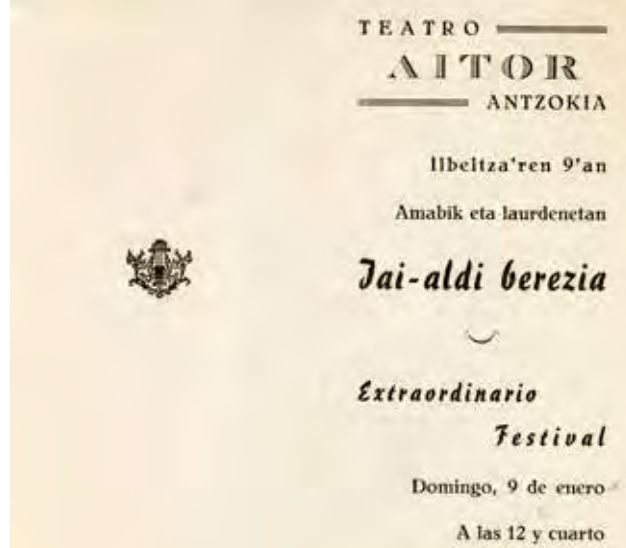 TEATRO
AITOR
ANTZOKIA
Ilbeltza'ren 9'an
Amabik eta laurdenetan
Jai-aldi berezia
Extraordinario
Festival
Domingo, 9 de enero
A las 12 y cuarto